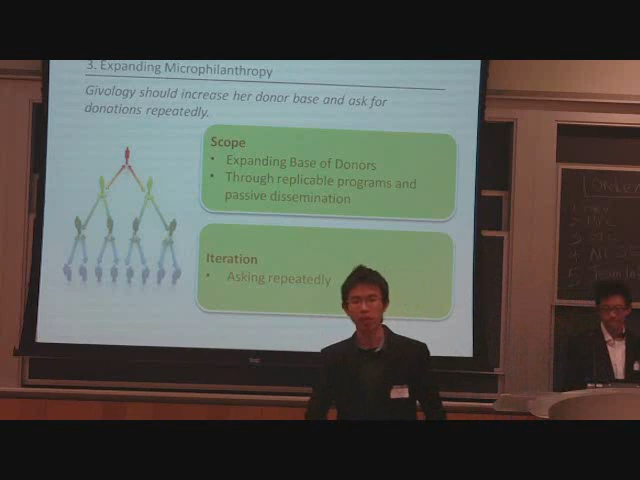 3. Expanding Microphilanthropy
Givology should increase her donor base and ask for
donations repeatedly.
Scope
• Expanding Base of Donors
• Through replicable programs and
passive dissemination
Iteration
• Asking repeatedly